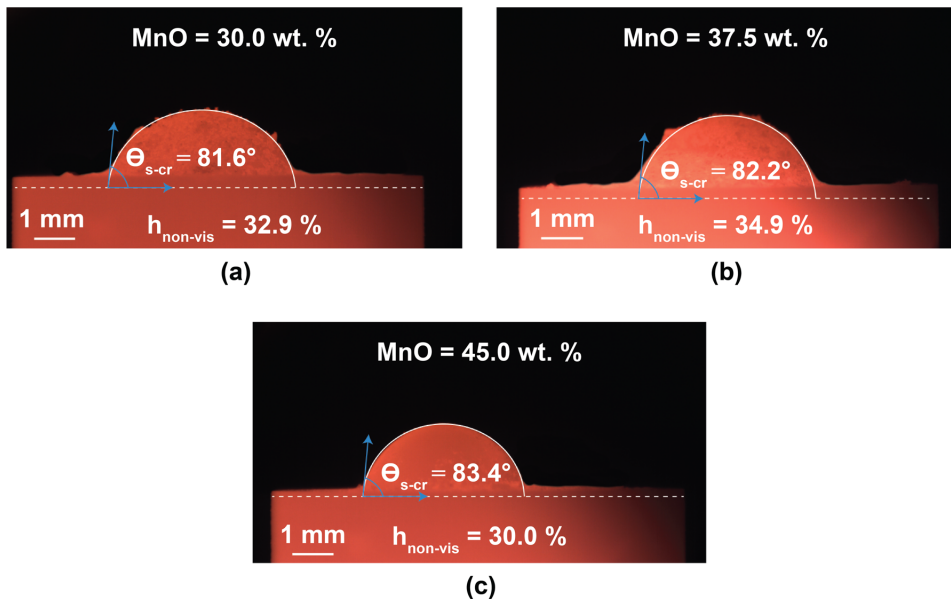 MnO = 30.0 wt. %
Θs-cr = 81.6°
1 mm
hnon-vis = 32.9 %
(a)
MnO = 37.5 wt. %
Θs-cr = 82.2°
1 mm
hnon-vis = 34.9 %
(b)
MnO = 45.0 wt. %
Θs-cr = 83.4°
1 mm
hnon-vis = 30.0 %
(c)